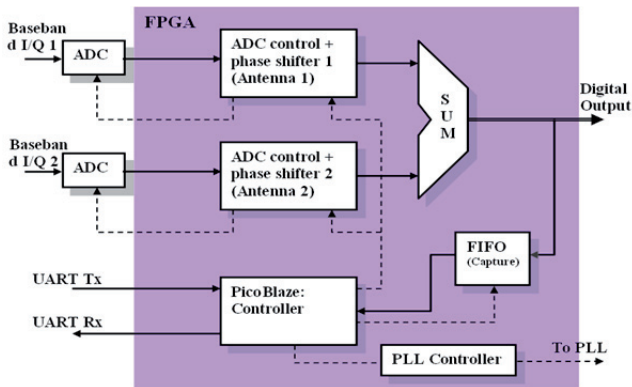 FPGA
Baseban
d I/Q 1
ADC
ADC control +
phase shifter 1
(Antenna 1)
S
U
M
Digital
Output
Baseban
d I/Q 2
ADC
ADC control +
phase shifter 2
(Antenna 2)
FIFO
(Capture)
UART Tx
PicoBlaze:
Controller
UART Rx
PLL Controller
To PLL